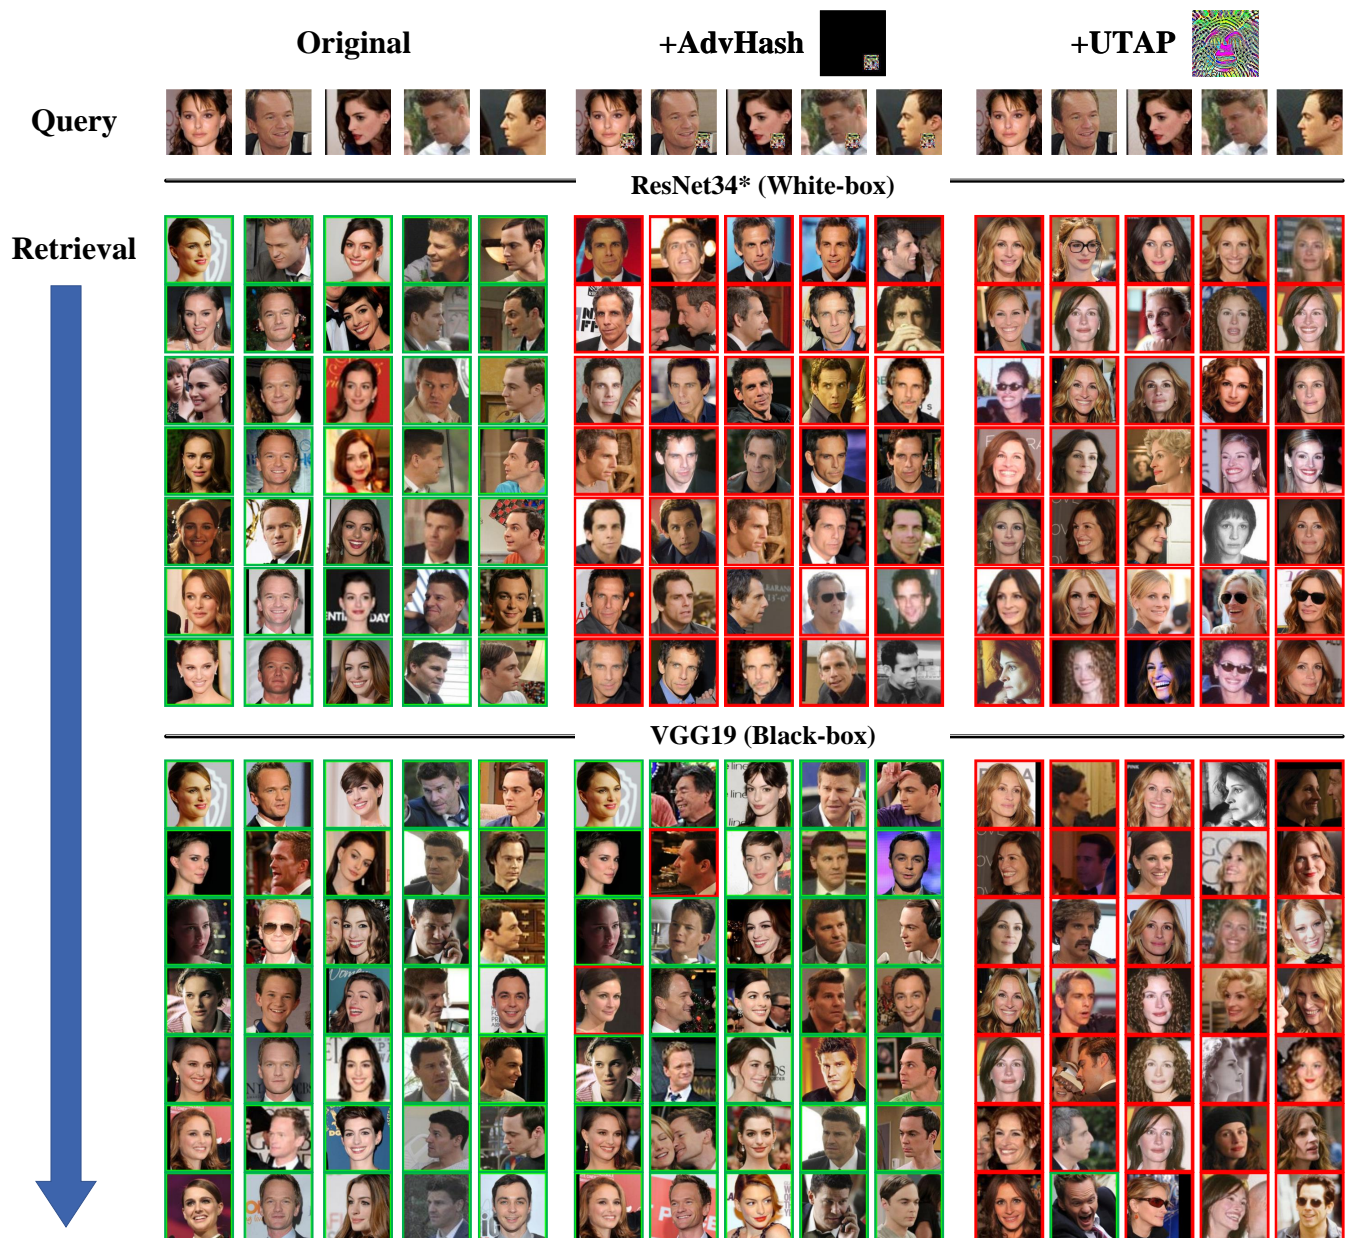 Original
+AdvHash
+UTAP
Query
ResNet34* (White-box)
Retrieval
VGG19 (Black-box)